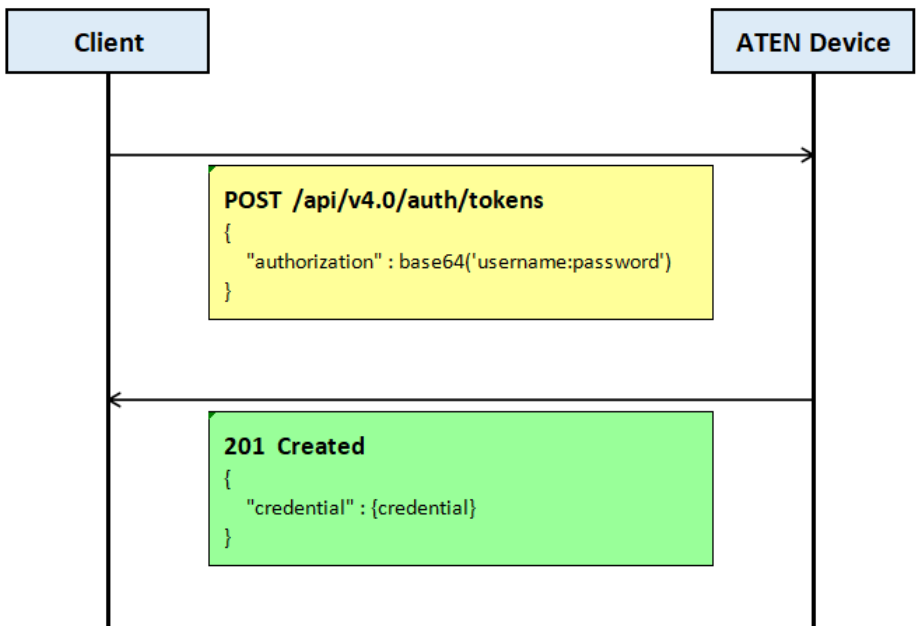 Client
ATEN Device
POST /api/v4.0/auth/tokens
{
"authorization" : base64('username:password')
}
201 Created
{
"credential" : {credential}
}